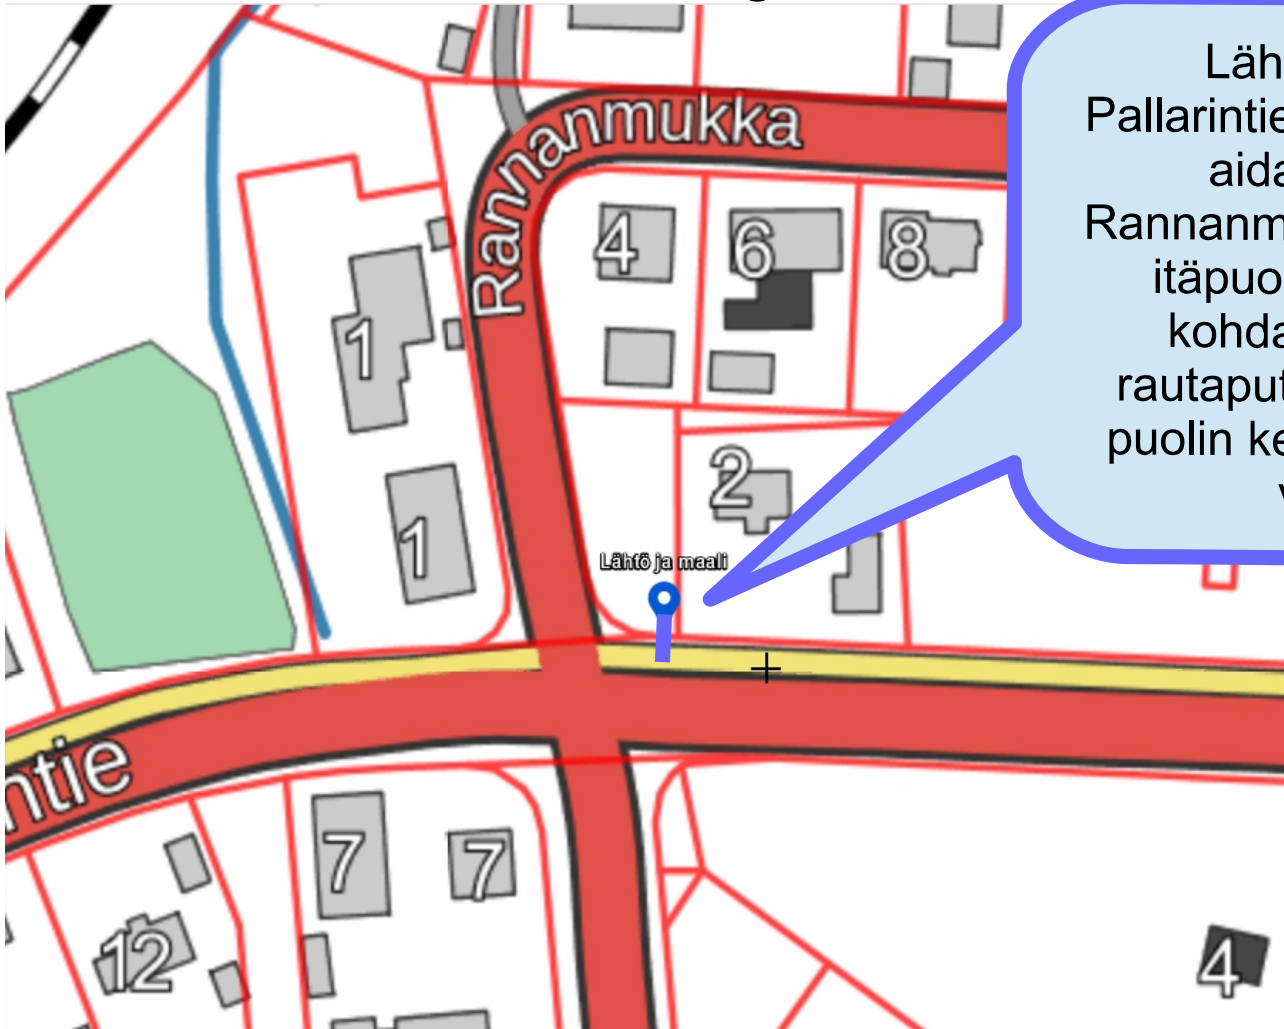 Rannanmukka
Läh
Pallarintie
aida
Rannanm
itäpuo
kohda
rautaput
puolin ke
4
6
8
1
2
1
Lähtö ja maali
ntie
7
7
12
4